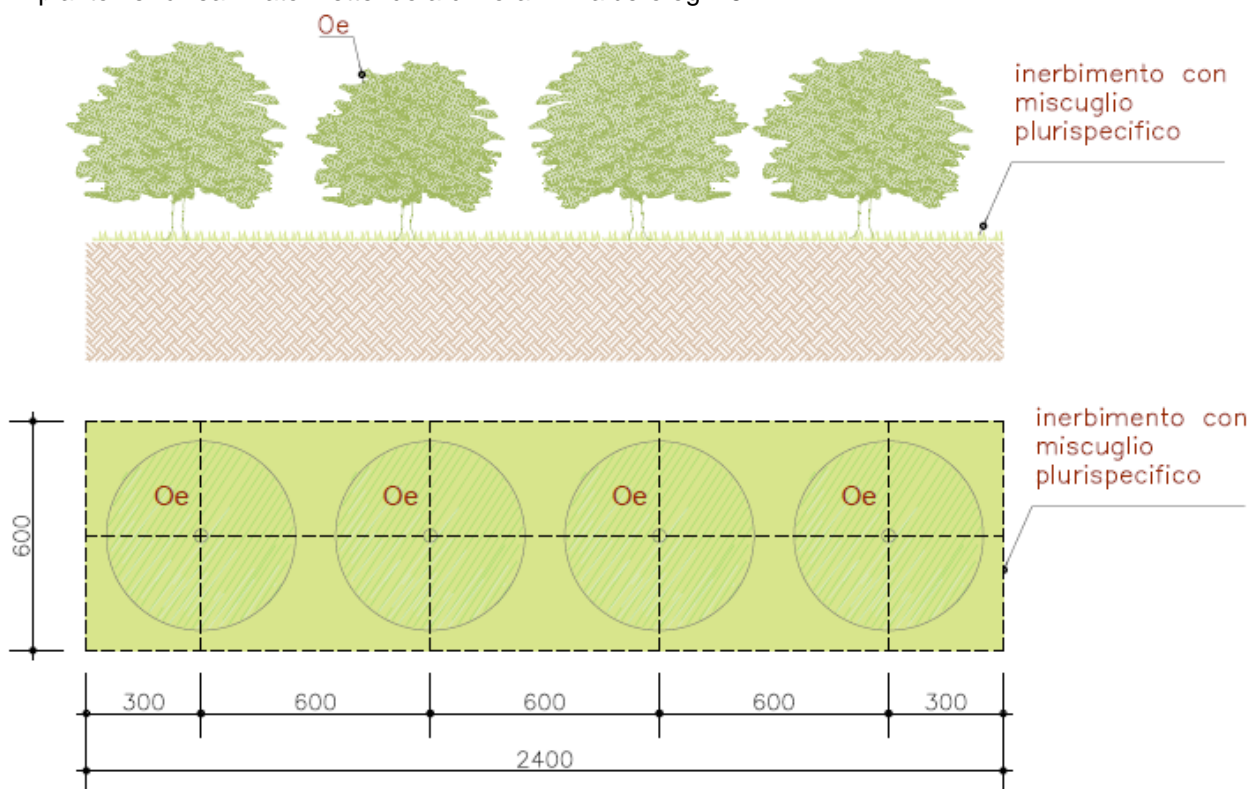 Oe
inerbimento con
miscuglio
plurispecifico
inerbimento con
miscuglio
plurispecifico
Oe Oe Oe Oe
600
300 600 600 600 300
2400